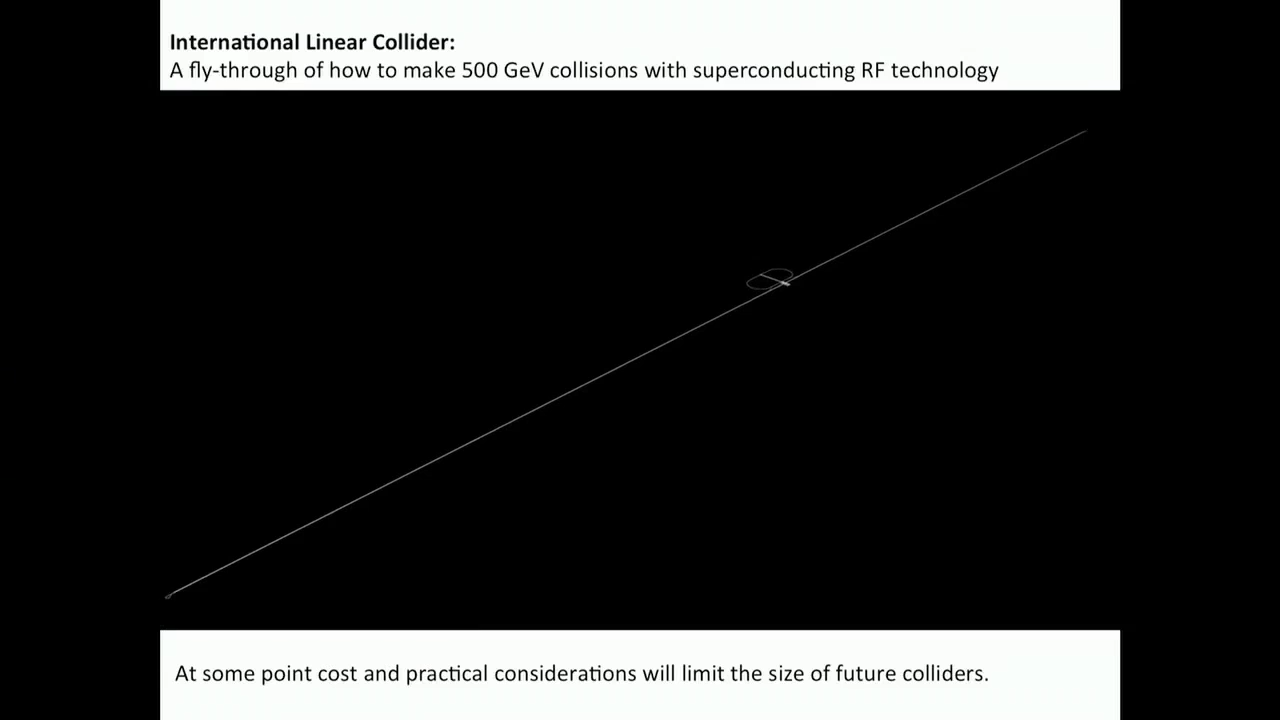 International Linear Collider:
A fly-through of how to make 500 GeV collisions with superconducting RF technology
At some point cost and practical considerations will limit the size of future colliders.